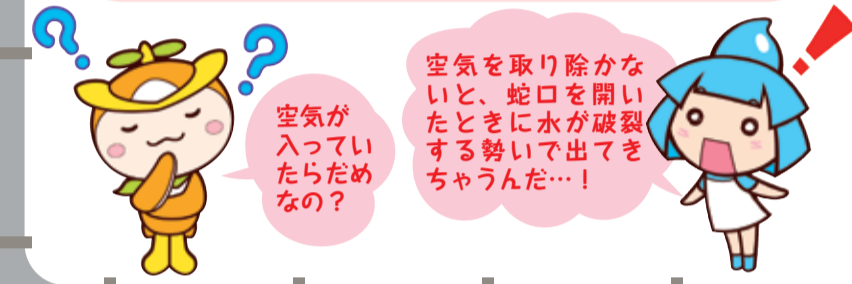 空気が
入ってい
たらだめ
なの？
空気を取り除かな
いと、蛇口を開い
たときに水が破裂
する勢いで出てき
ちゃうんだ…！